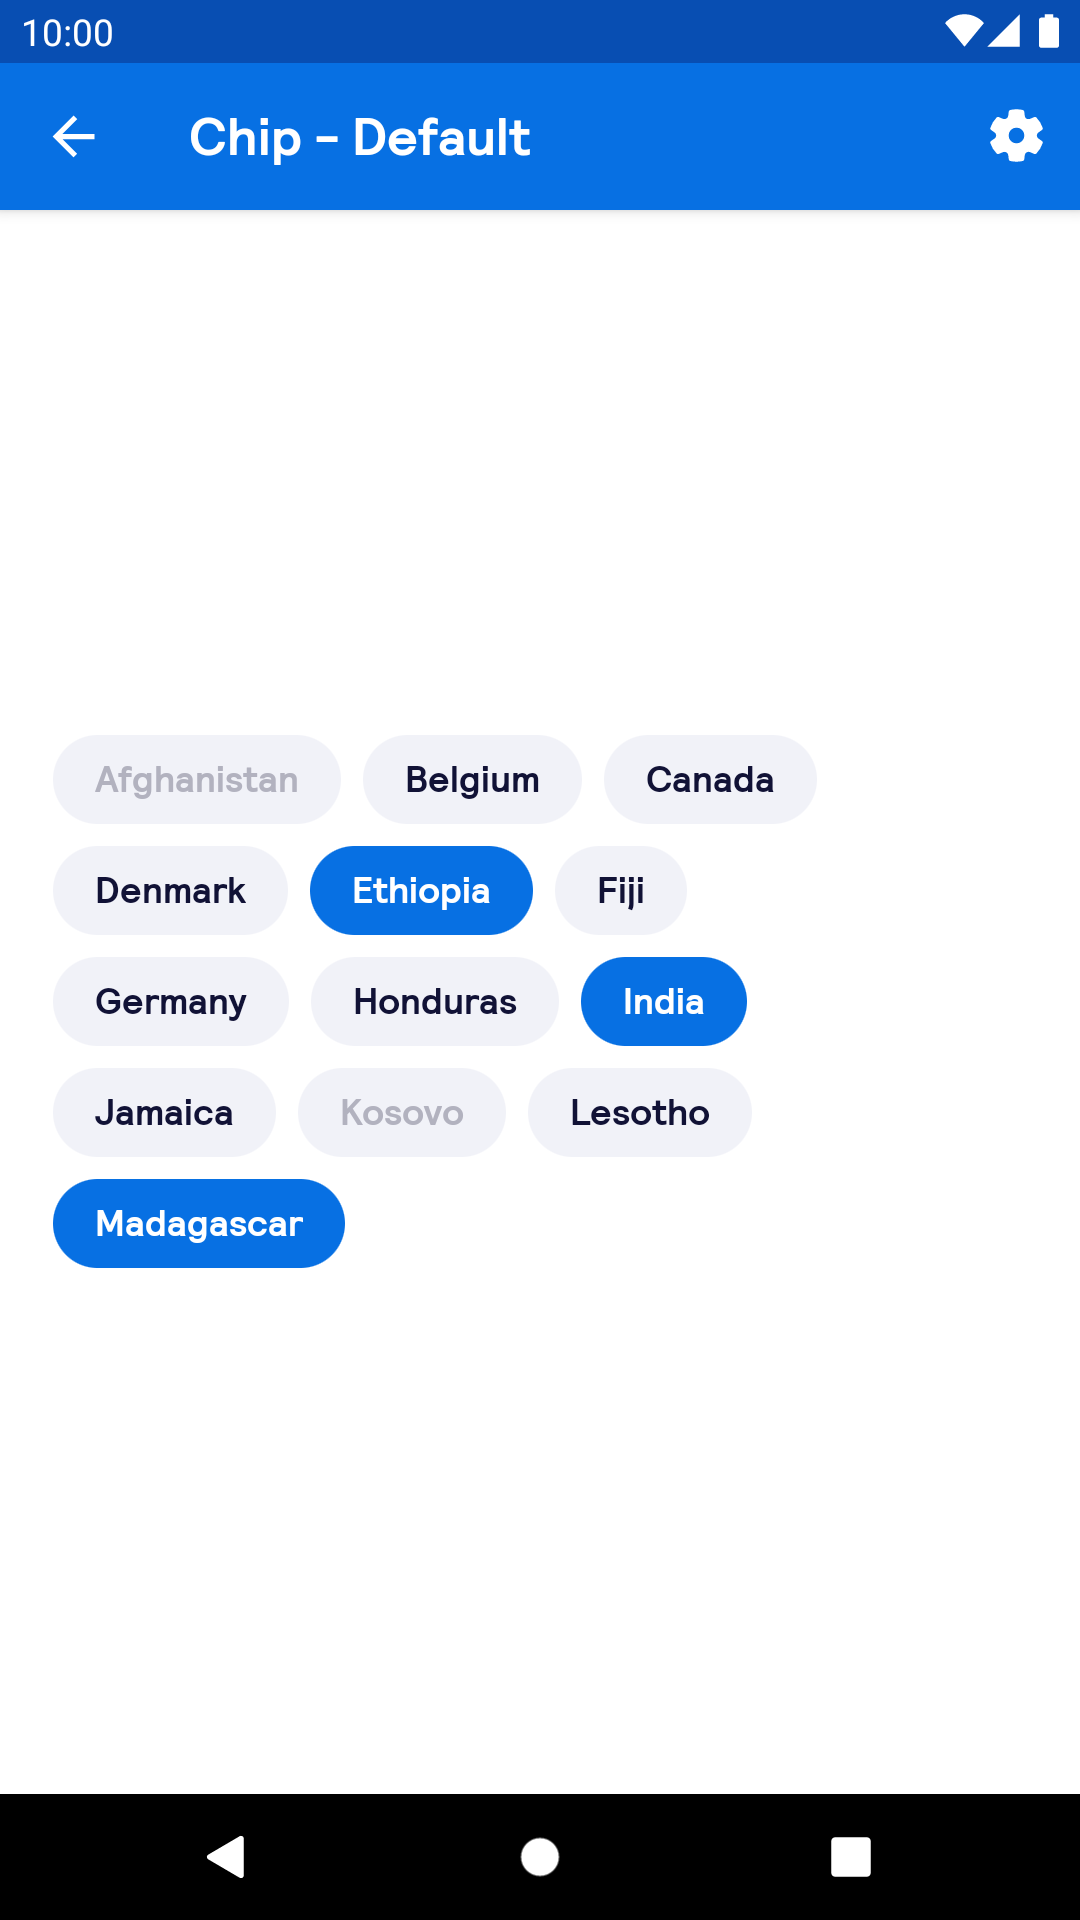 10:00
Chip - Default
Afghanistan Belgium Canada
Denmark Ethiopia Fiji
Germany Honduras India
Jamaica Kosovo Lesotho
Madagascar